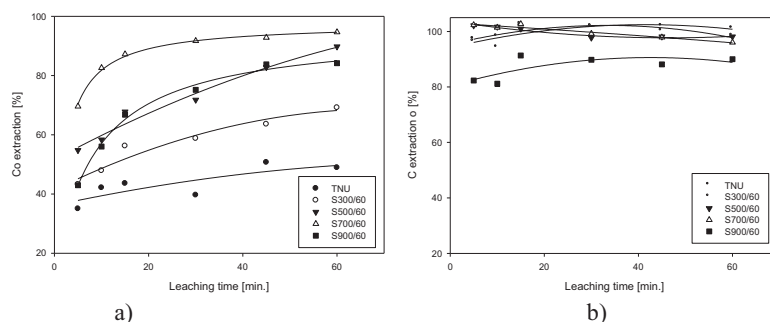 100
80
60
40
20
Co extraction [%]
0
20
40
60
Leaching time [min.]
TNU
S300/60
S500/60
S700/60
S900/60
a)
100
80
60
40
20
C extraction o [%]
0
20
40
60
Leaching time [min.]
TNU
S300/60
S500/60
S700/60
S900/60
b)